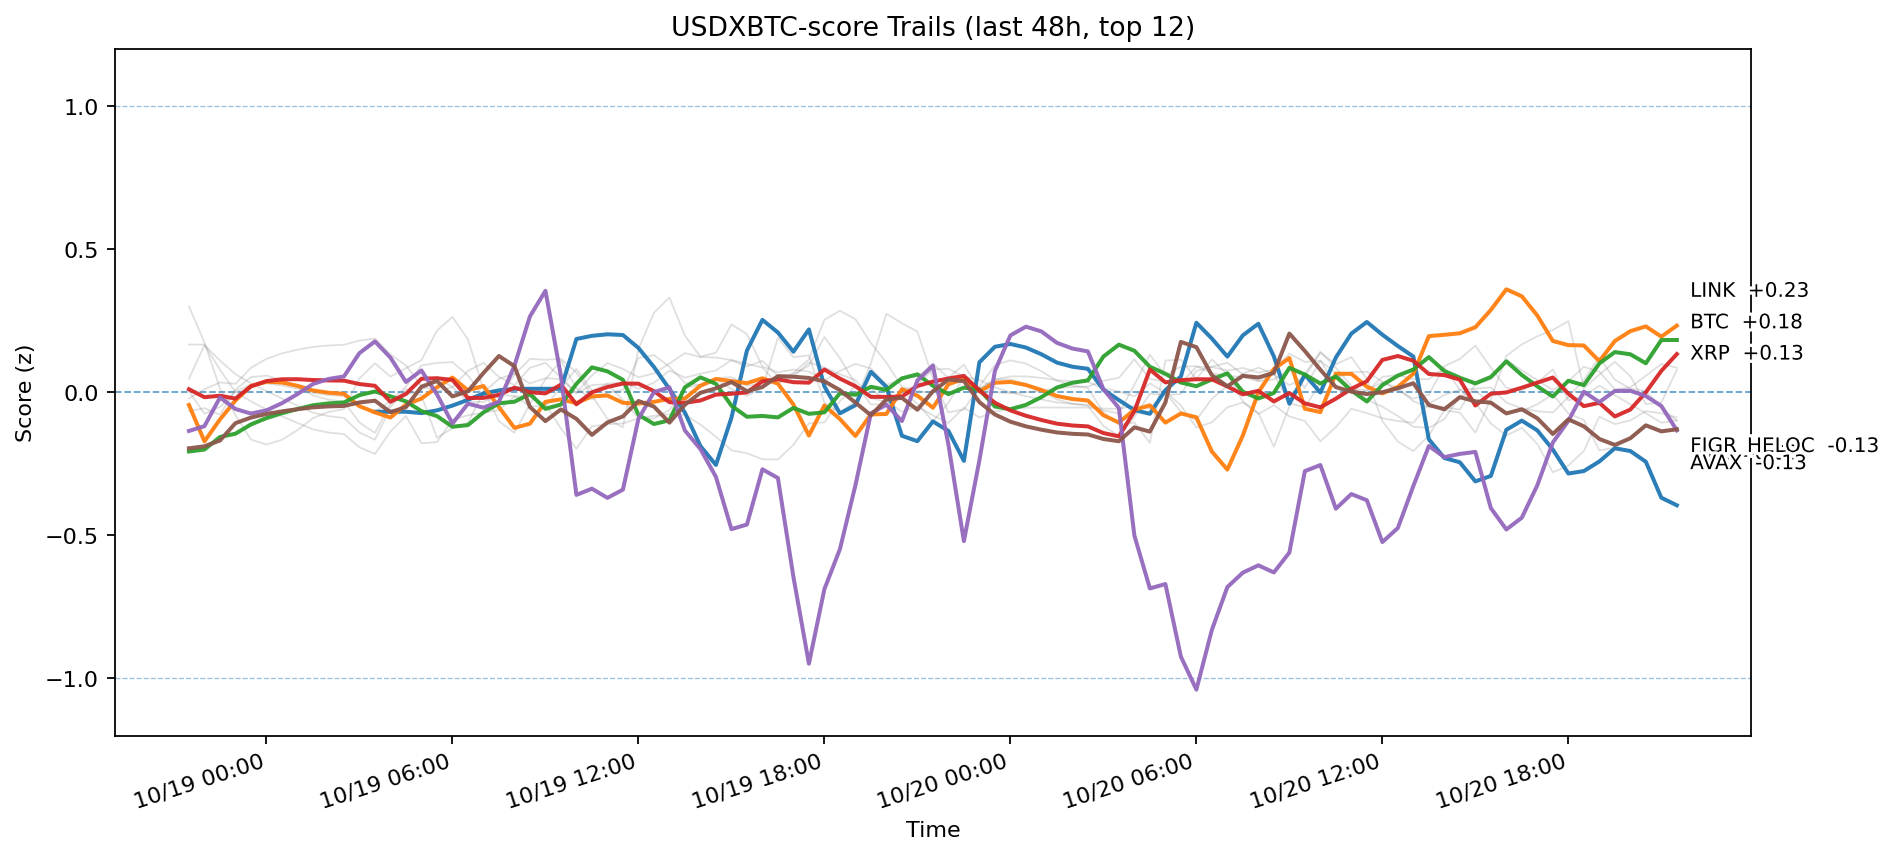 USDXBTC-score Trails (last 48h, top 12)
Score (z)
1.0
0.5
0.0
−0.5
−1.0
LINK +0.23
BTC +0.18
XRP +0.13
FIGR_HELOC -0.13
AVAX -0.13
10/19 00:00
10/19 06:00
10/19 12:00
10/19 18:00
10/20 00:00
10/20 06:00
10/20 12:00
10/20 18:00
Time